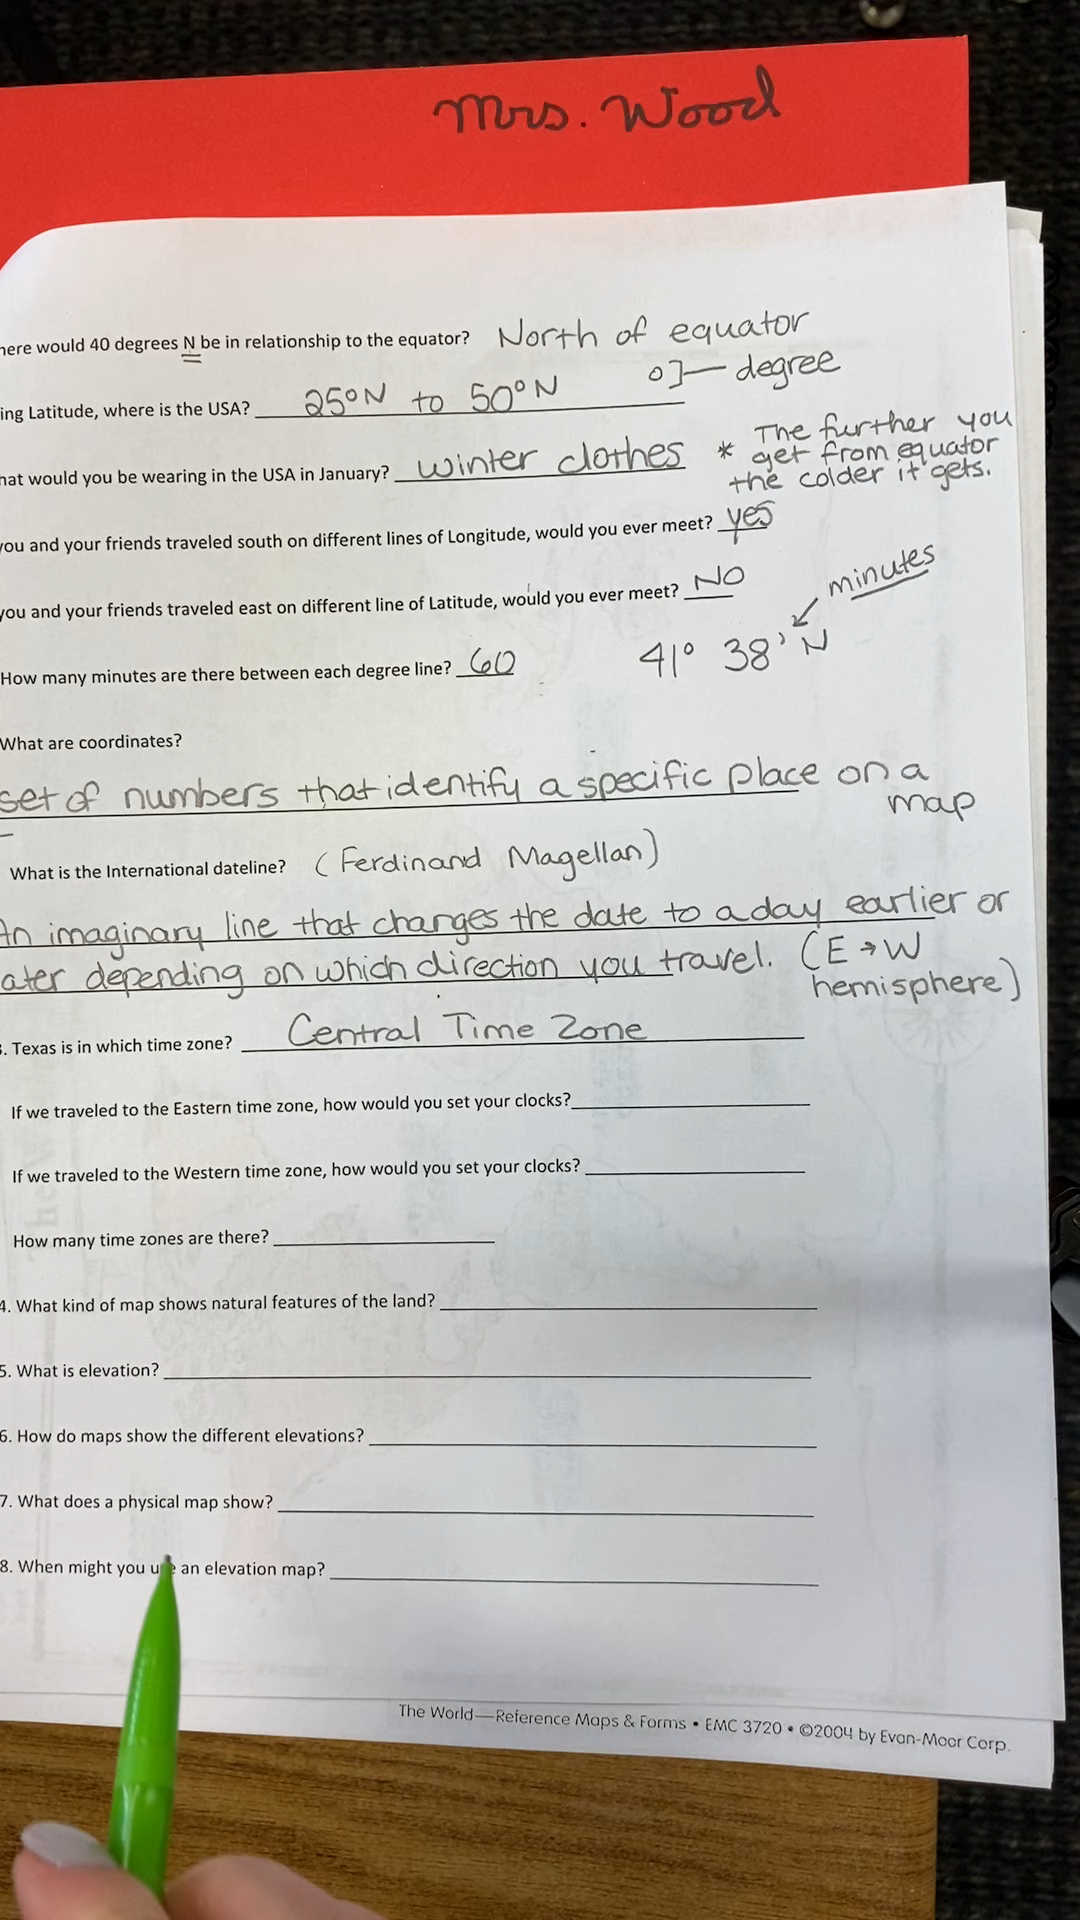 Mrs. Wood
here would 40 degrees N be in relationship to the equator? North of equator
°]— degree
ing Latitude, where is the USA? 25°N to 50°N
hat would you be wearing in the USA in January? winter clothes * The further you
get from equator
the colder it gets.
you and your friends traveled south on different lines of Longitude, would you ever meet? yes
you and your friends traveled east on different line of Latitude, would you ever meet? NO
minutes
How many minutes are there between each degree line? 60 41° 38' N
What are coordinates?
set of numbers that identify a specific place on a
map
What is the International dateline? (Ferdinand Magellan)
An imaginary line that changes the date to a day earlier or
ater depending on which direction you travel. (E→W
hemisphere)
3. Texas is in which time zone? Central Time Zone
If we traveled to the Eastern time zone, how would you set your clocks?
If we traveled to the Western time zone, how would you set your clocks?
How many time zones are there?
4. What kind of map shows natural features of the land?
5. What is elevation?
6. How do maps show the different elevations?
7. What does a physical map show?
8. When might you use an elevation map?
The World—Reference Maps & Forms • EMC 3720 • ©2004 by Evan-Moor Corp.